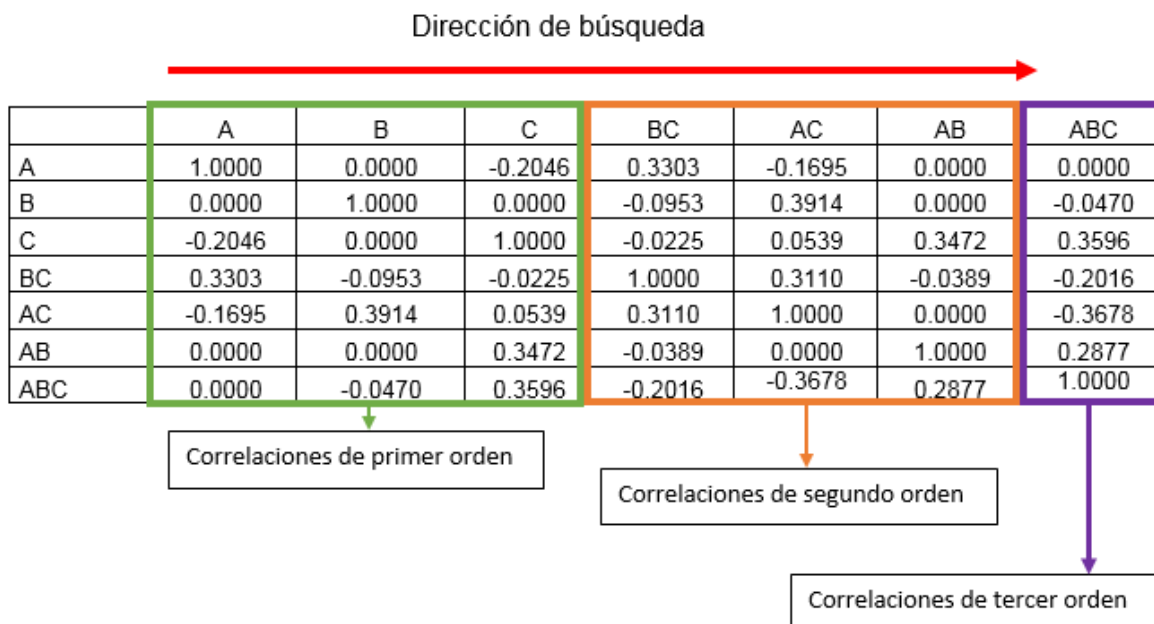 Dirección de búsqueda
A B C BC AC AB ABC
A 1.0000 0.0000 -0.2046 0.3303 -0.1695 0.0000 0.0000
B 0.0000 1.0000 0.0000 -0.0953 0.3914 0.0000 -0.0470
C -0.2046 0.0000 1.0000 -0.0225 0.0539 0.3472 0.3596
BC 0.3303 -0.0953 -0.0225 1.0000 0.3110 -0.0389 -0.2016
AC -0.1695 0.3914 0.0539 0.3110 1.0000 0.0000 -0.3678
AB 0.0000 0.0000 0.3472 -0.0389 0.0000 1.0000 0.2877
ABC 0.0000 -0.0470 0.3596 -0.2016 -0.3678 0.2877 1.0000
Correlaciones de primer orden
Correlaciones de segundo orden
Correlaciones de tercer orden